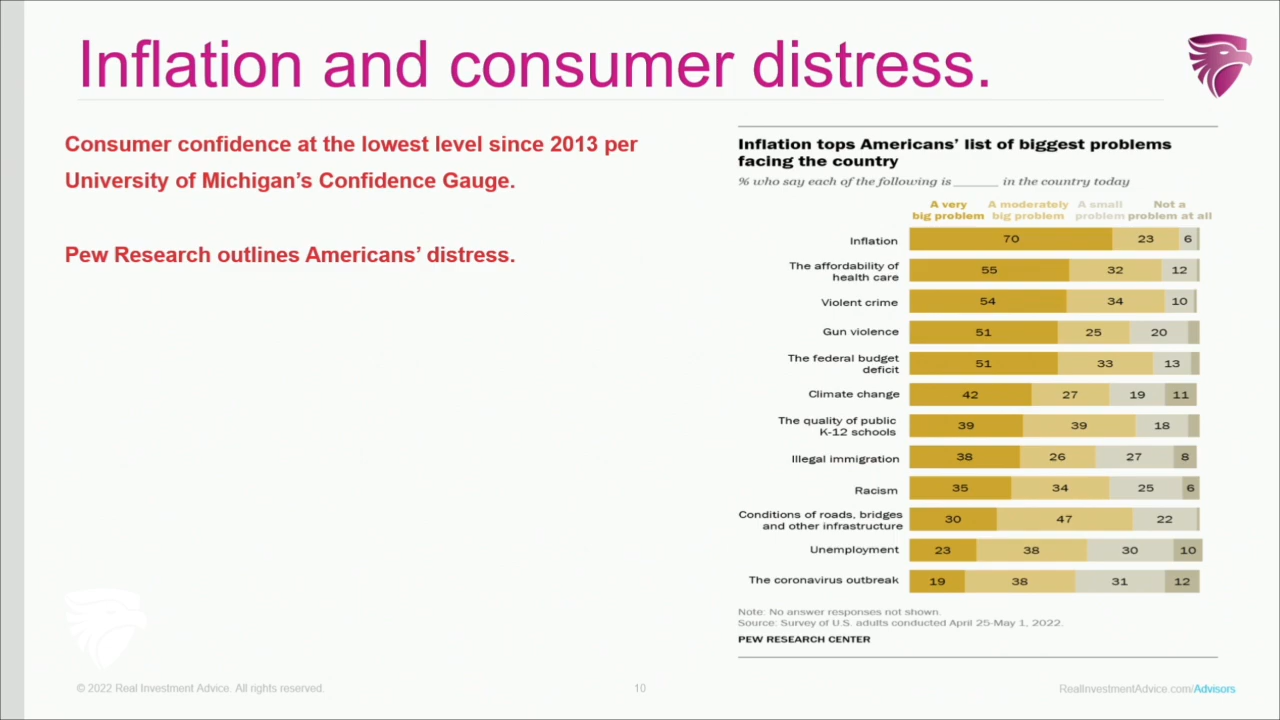 Inflation and consumer distress.
Consumer confidence at the lowest level since 2013 per
University of Michigan’s Confidence Gauge.
Pew Research outlines Americans’ distress.
Inflation tops Americans’ list of biggest problems
facing the country
% who say each of the following is ______ in the country today
A very big problem
A moderately big problem
A small problem
Not a problem at all
Inflation 70 23 6
The affordability of
health care 55 32 12
Violent crime 54 34 10
Gun violence 51 25 20
The federal budget
deficit 51 33 13
Climate change 42 27 19 11
The quality of public
K-12 schools 39 39 18
Illegal immigration 38 26 27 8
Racism 35 34 25 6
Conditions of roads, bridges
and other infrastructure 30 47 22
Unemployment 23 38 30 10
The coronavirus outbreak 19 38 31 12
Note: No answer responses not shown.
Source: Survey of U.S. adults conducted April 25-May 1, 2022.
PEW RESEARCH CENTER
© 2022 Real Investment Advice. All rights reserved.
10
RealInvestmentAdvice.com/Advisors